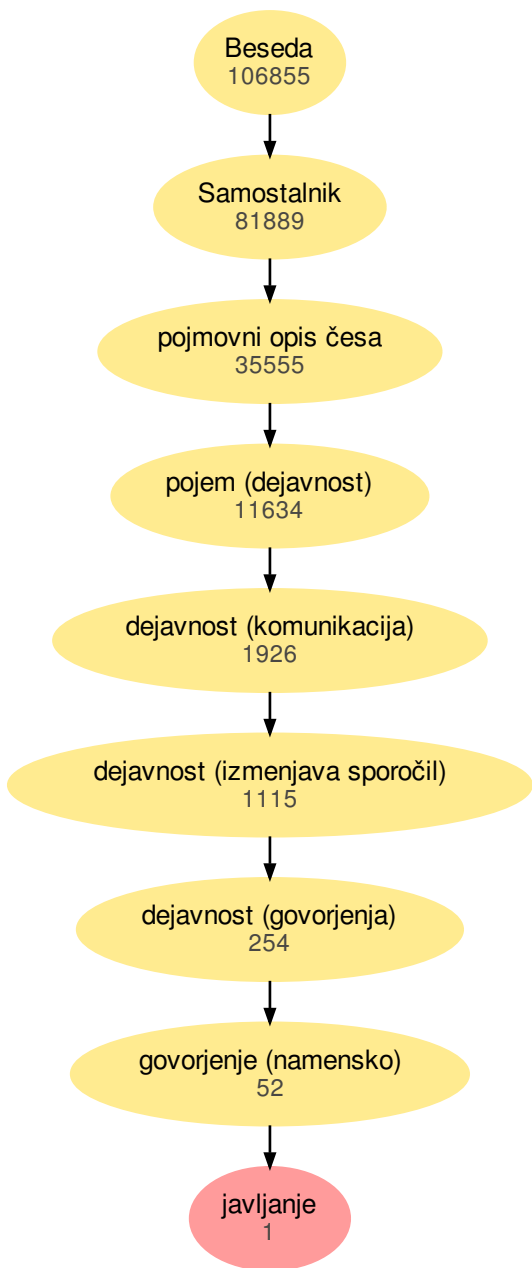 Beseda
106855
Samostalnik
81889
pojmovni opis česa
35555
pojem (dejavnost)
11634
dejavnost (komunikacija)
1926
dejavnost (izmenjava sporočil)
1115
dejavnost (govorjenja)
254
govorjenje (namensko)
52
javljanje
1